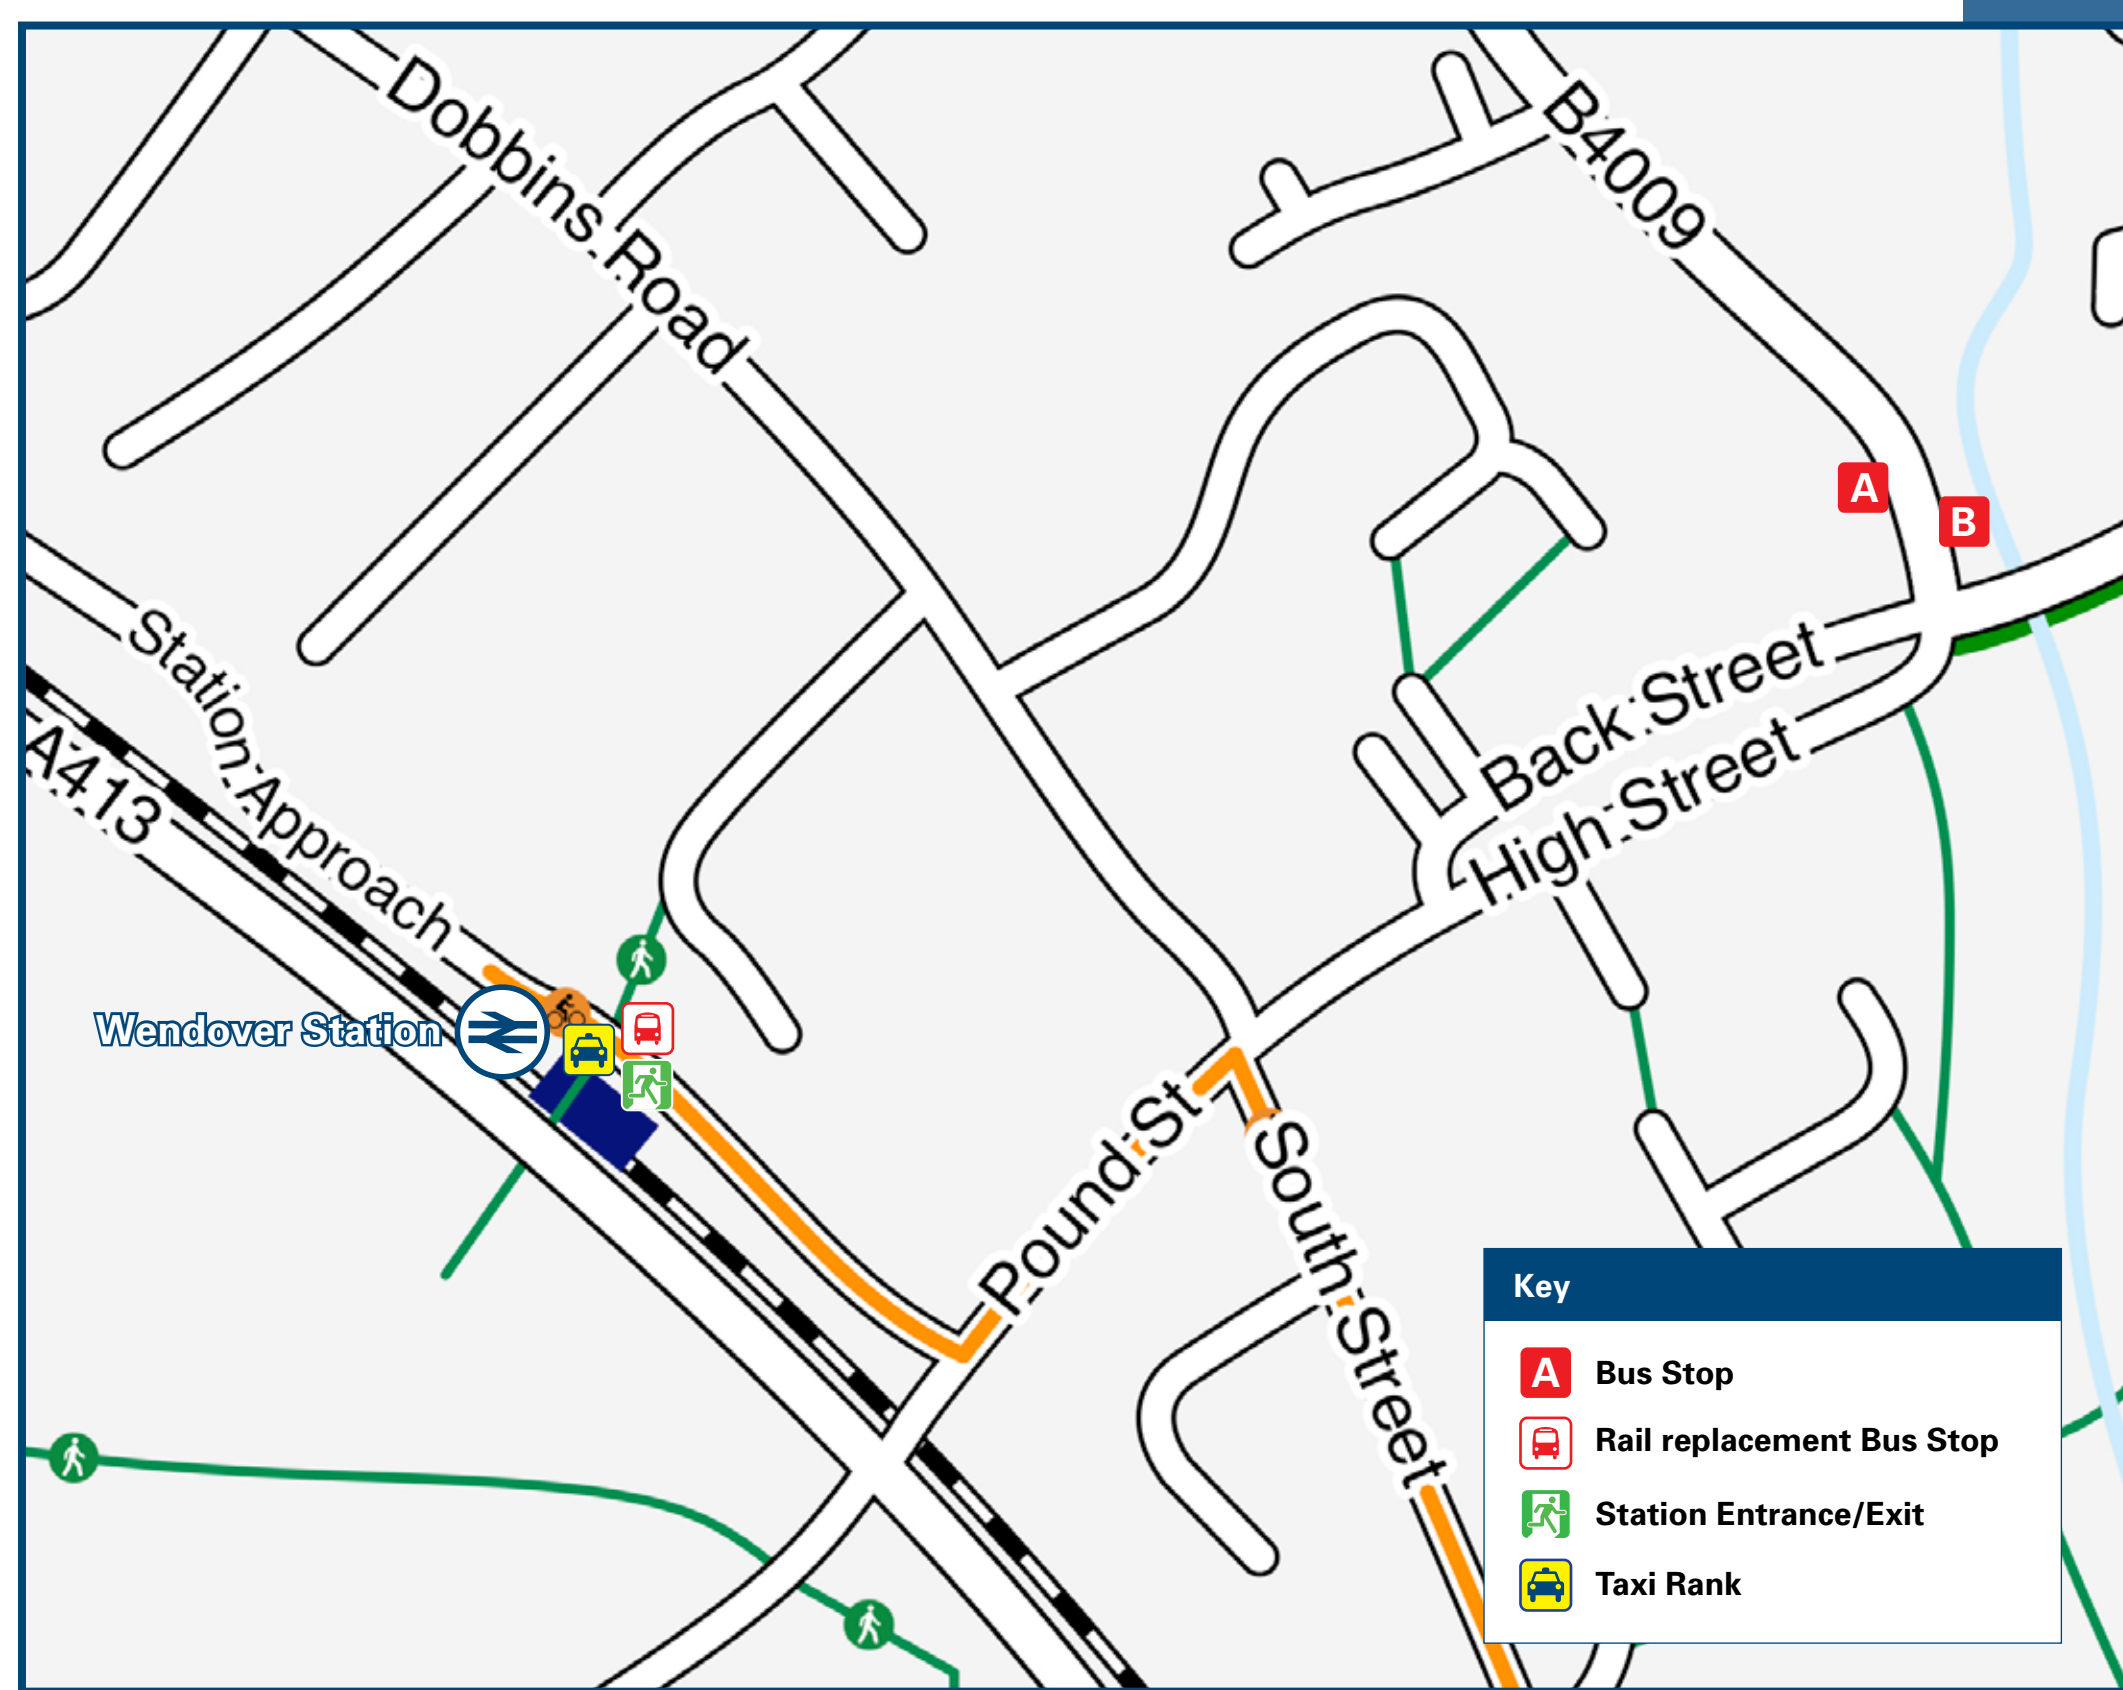 Dobbins Road
B4009
A
B
Station Approach
A413
Back Street
High Street
Wendover Station
Pound St
South Street
Key
A Bus Stop
Rail replacement Bus Stop
Station Entrance/Exit
Taxi Rank